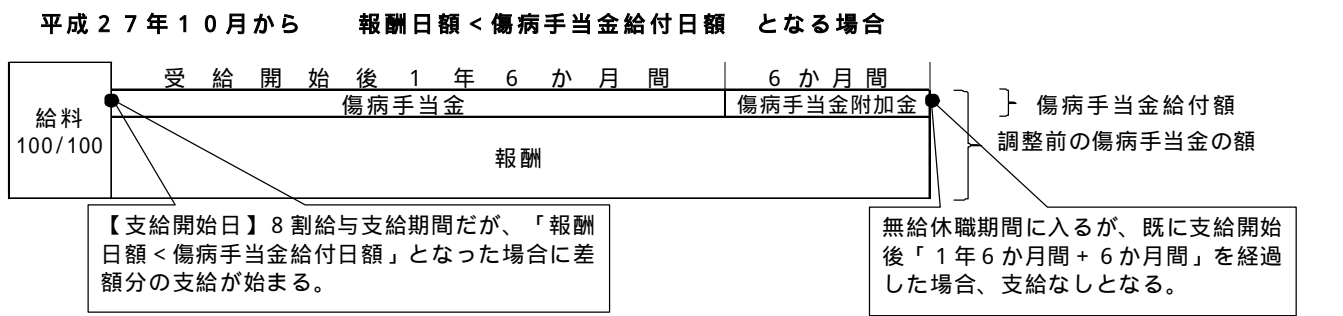 平成２７年１０月から　　報酬日額＜傷病手当金給付日額　となる場合
受給開始後１年６か月間
６か月間
給料
100/100
傷病手当金
傷病手当金附加金
報酬
傷病手当金給付額
調整前の傷病手当金の額
【支給開始日】８割給与支給期間だが、「報酬
日額＜傷病手当金給付日額」となった場合に差
額分の支給が始まる。
無給休職期間に入るが、既に支給開始
後「１年６か月間＋６か月間」を経過
した場合、支給なしとなる。